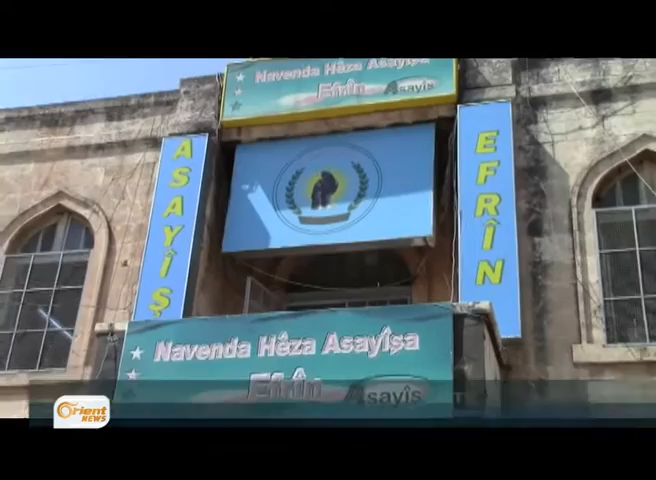 Navenda Hêza Asayîşa
Efrîn Asayîş
ASAYÎŞ
EFRÎN
Navenda Hêza Asayîşa
Efrîn Asayîş
Orient
NEWS